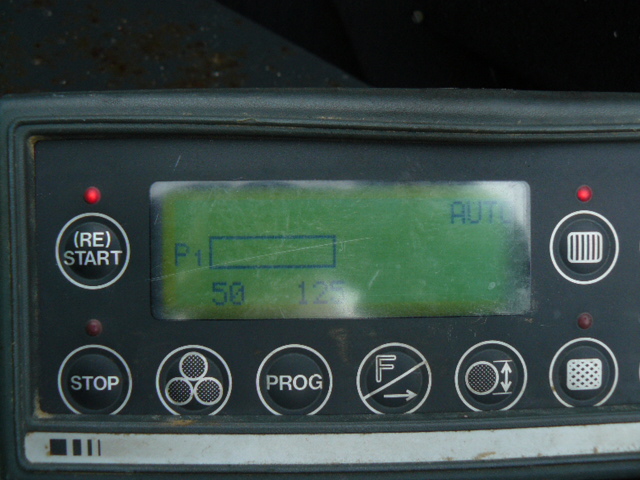 AUTO
(RE)
START
P1
50 125
STOP
PROG
F